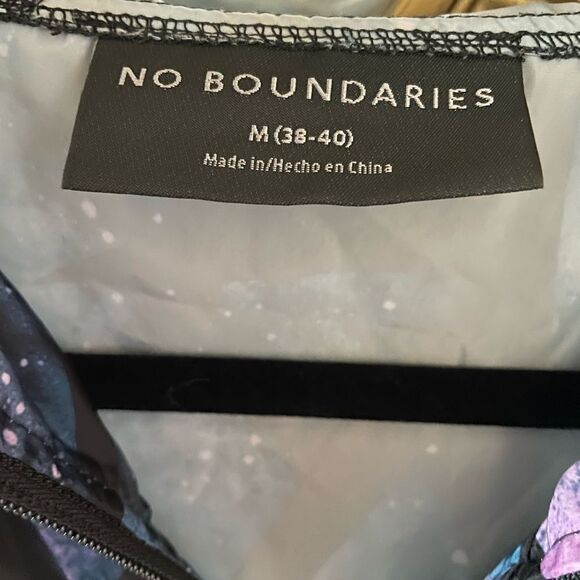 NO BOUNDARIES
M (38-40)
Made in/Hecho en China